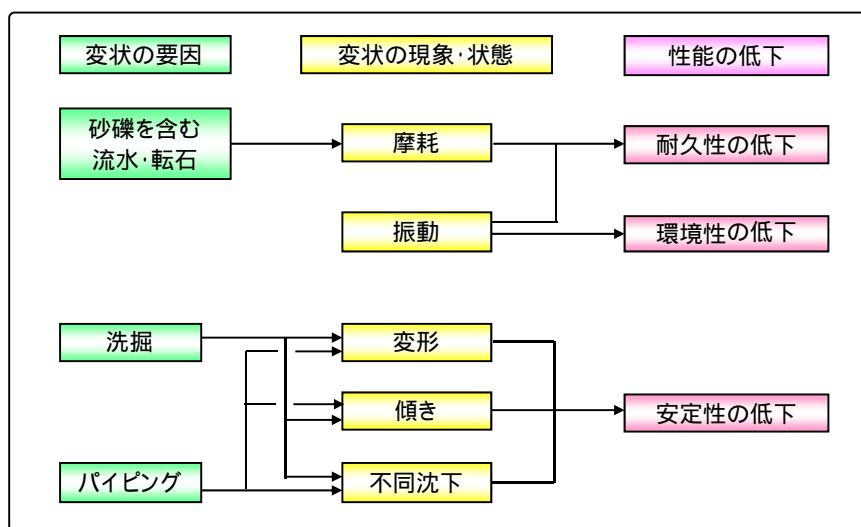 変状の要因
変状の現象・状態
性能の低下
砂礫を含む
流水・転石
摩耗
耐久性の低下
振動
環境性の低下
洗掘
変形
傾き
安定性の低下
パイピング
不同沈下